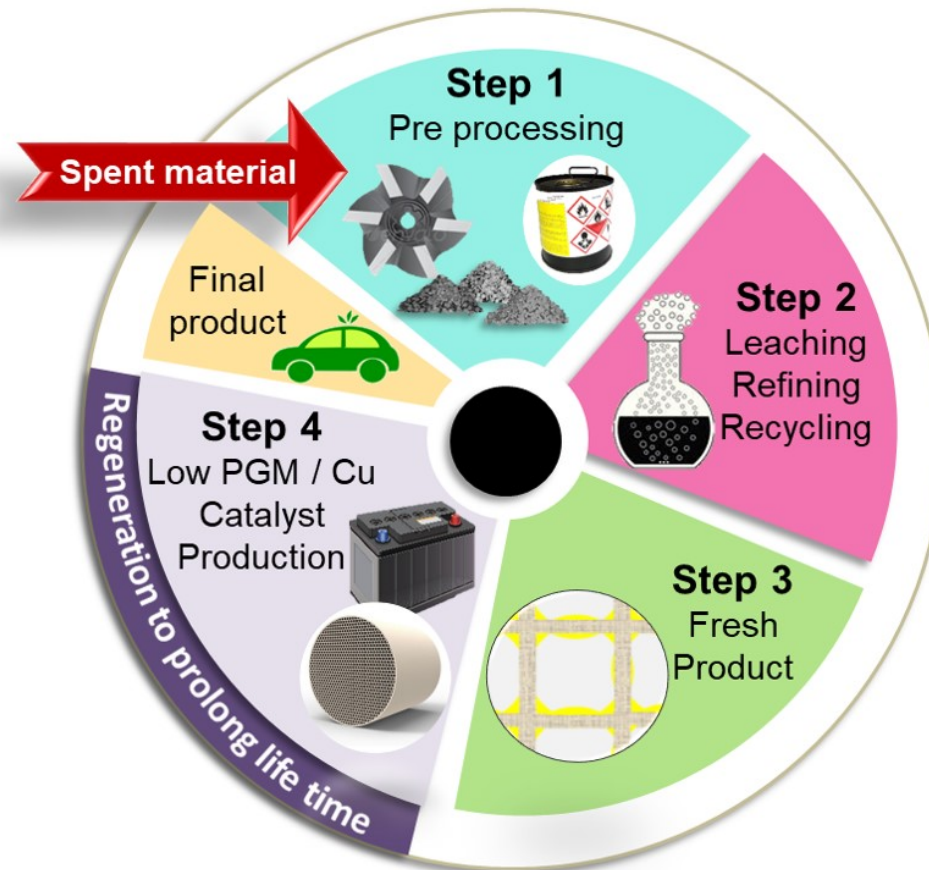 Step 1
Pre processing
Spent material
Step 2
Leaching
Refining
Recycling
Step 3
Fresh
Product
Step 4
Low PGM / Cu
Catalyst
Production
Regeneration to prolong life time
Final
product